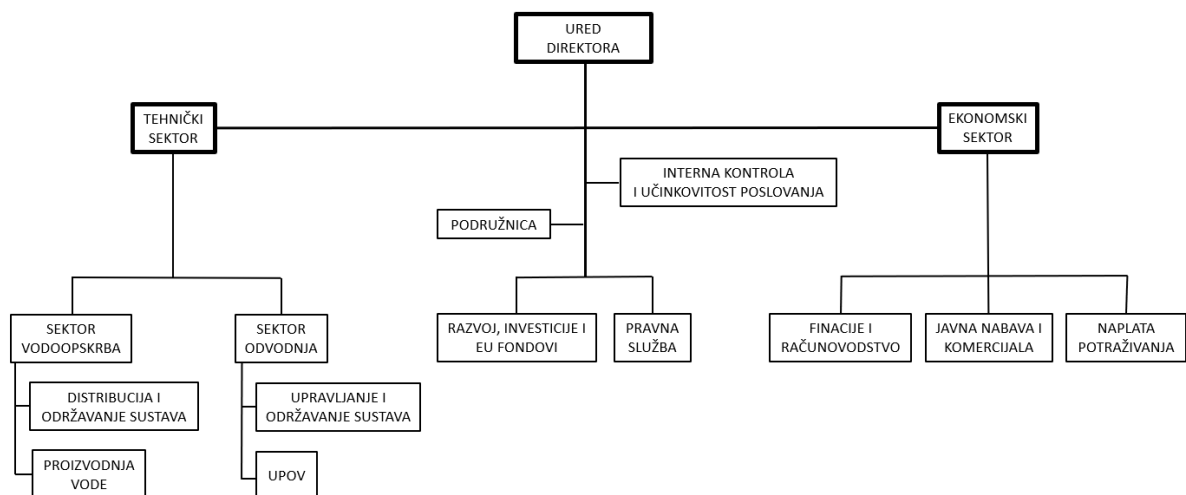 URED
DIREKTORA
TEHNIČKI
SEKTOR
EKONOMSKI
SEKTOR
INTERNA KONTROLA
I UČINKOVITOST POSLOVANJA
PODRUŽNICA
SEKTOR
VODOOPSKRBA
SEKTOR
ODVODNJA
RAZVOJ, INVESTICIJE I
EU FONDOVI
PRAVNA
SLUŽBA
FINACIJE I
RAČUNOVODSTVO
JAVNA NABAVA I
KOMERCIJALA
NAPLATA
POTRAŽIVANJA
DISTRIBUCIJA I
ODRŽAVANJE SUSTAVA
UPRAVLJANJE I
ODRŽAVANJE SUSTAVA
PROIZVODNJA
VODE
UPOV